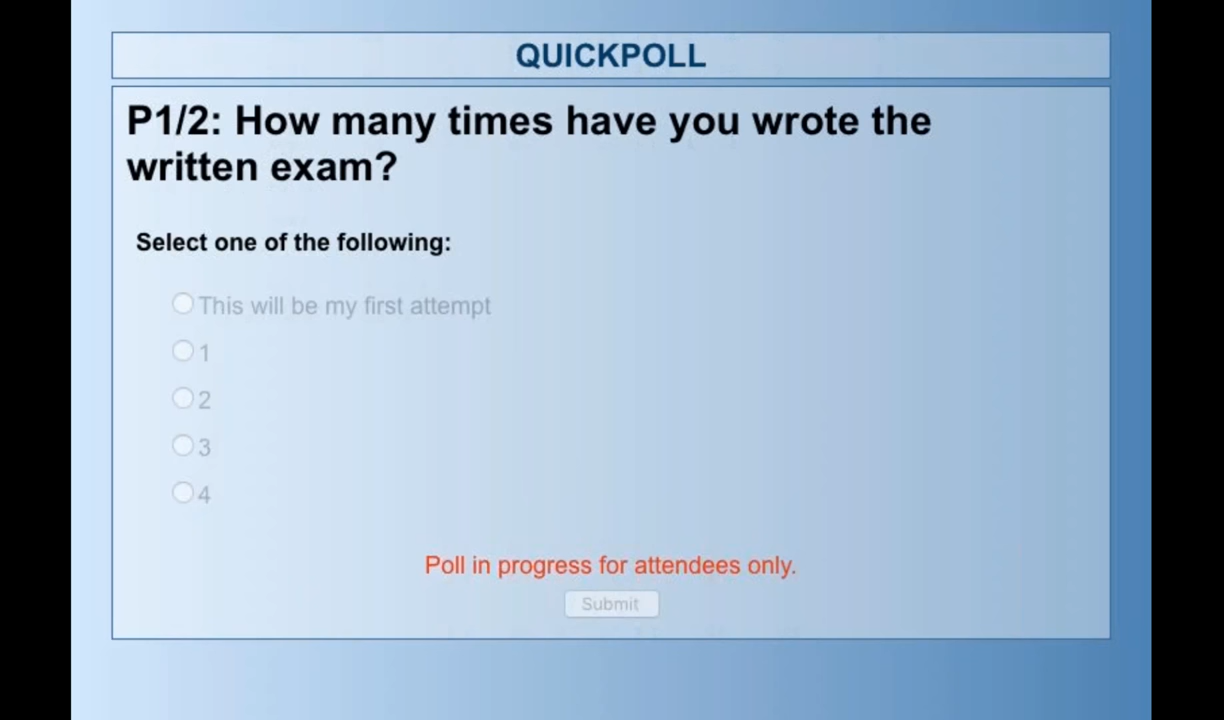 QUICKPOLL
P1/2: How many times have you wrote the
written exam?
Select one of the following:
This will be my first attempt
1
2
3
4
Poll in progress for attendees only.
Submit